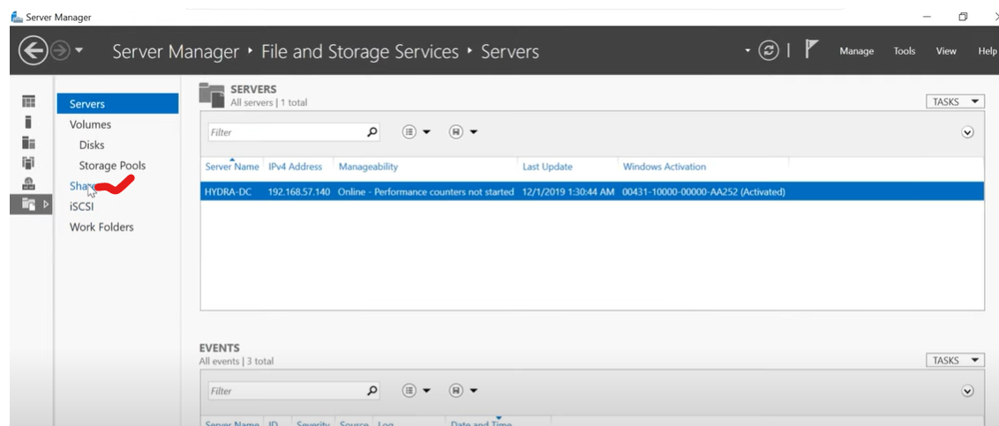 Server Manager
Server Manager ‣ File and Storage Services ‣ Servers
Manage Tools View Help
Servers
Volumes
Disks
Storage Pools
Share
iSCSI
Work Folders
SERVERS
All servers | 1 total
TASKS
Filter
Server Name IPv4 Address Manageability Last Update Windows Activation
HYDRA-DC 192.168.57.140 Online - Performance counters not started 12/1/2019 1:30:44 AM 00431-10000-00000-AA252 (Activated)
EVENTS
All events | 3 total
TASKS
Filter
Server Name ID Severity Source Log Date and Time